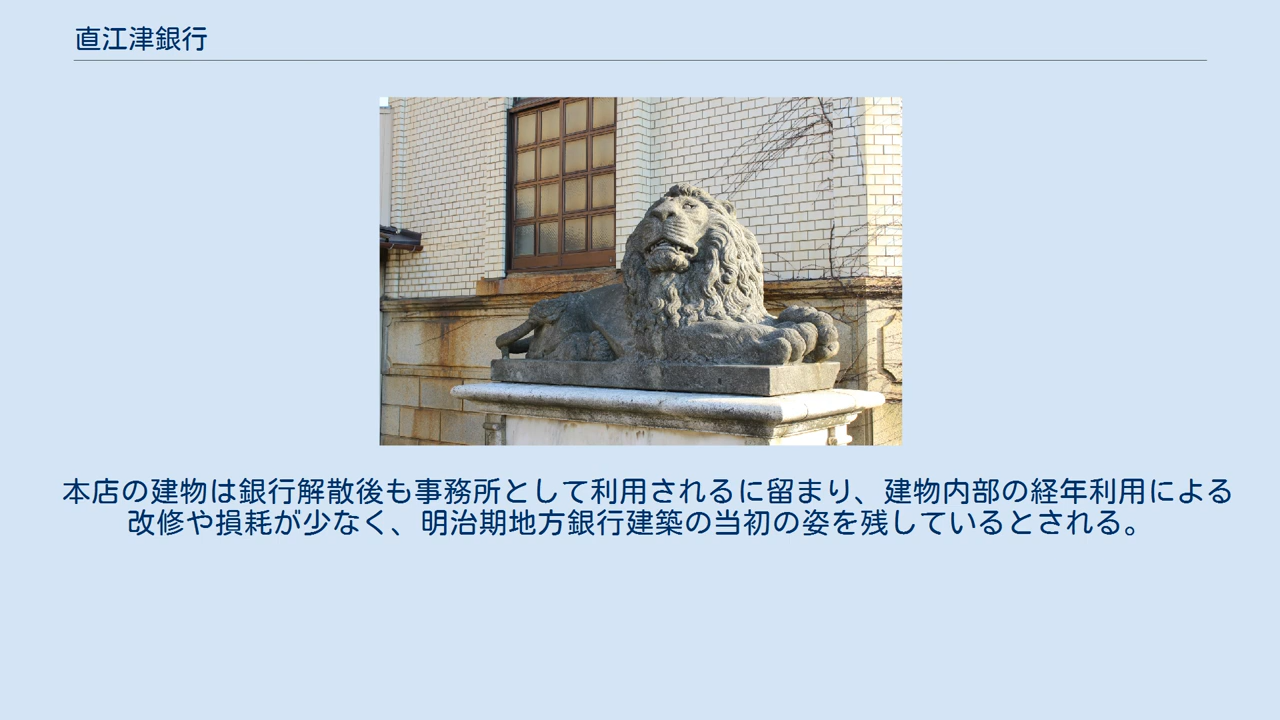 直江津銀行
本店の建物は銀行解散後も事務所として利用されるに留まり、建物内部の経年利用による
改修や損耗が少なく、明治期地方銀行建築の当初の姿を残しているとされる。